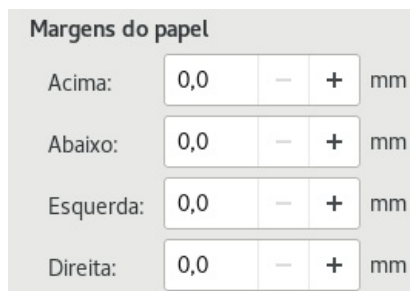 Margens do papel
Acima: 0,0 − + mm
Abaixo: 0,0 − + mm
Esquerda: 0,0 − + mm
Direita: 0,0 − + mm